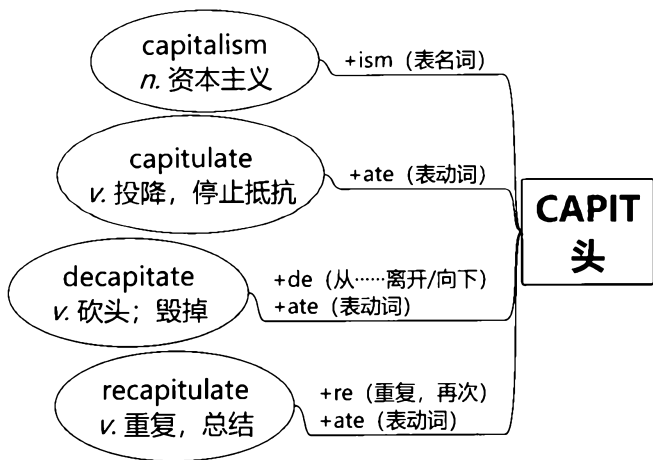 capitalism
n. 资本主义
+ism（表名词）
capitulate
v. 投降，停止抵抗
+ate（表动词）
CAPIT
头
decapitate
v. 砍头；毁掉
+de（从……离开/向下）
+ate（表动词）
recapitulate
v. 重复，总结
+re（重复，再次）
+ate（表动词）